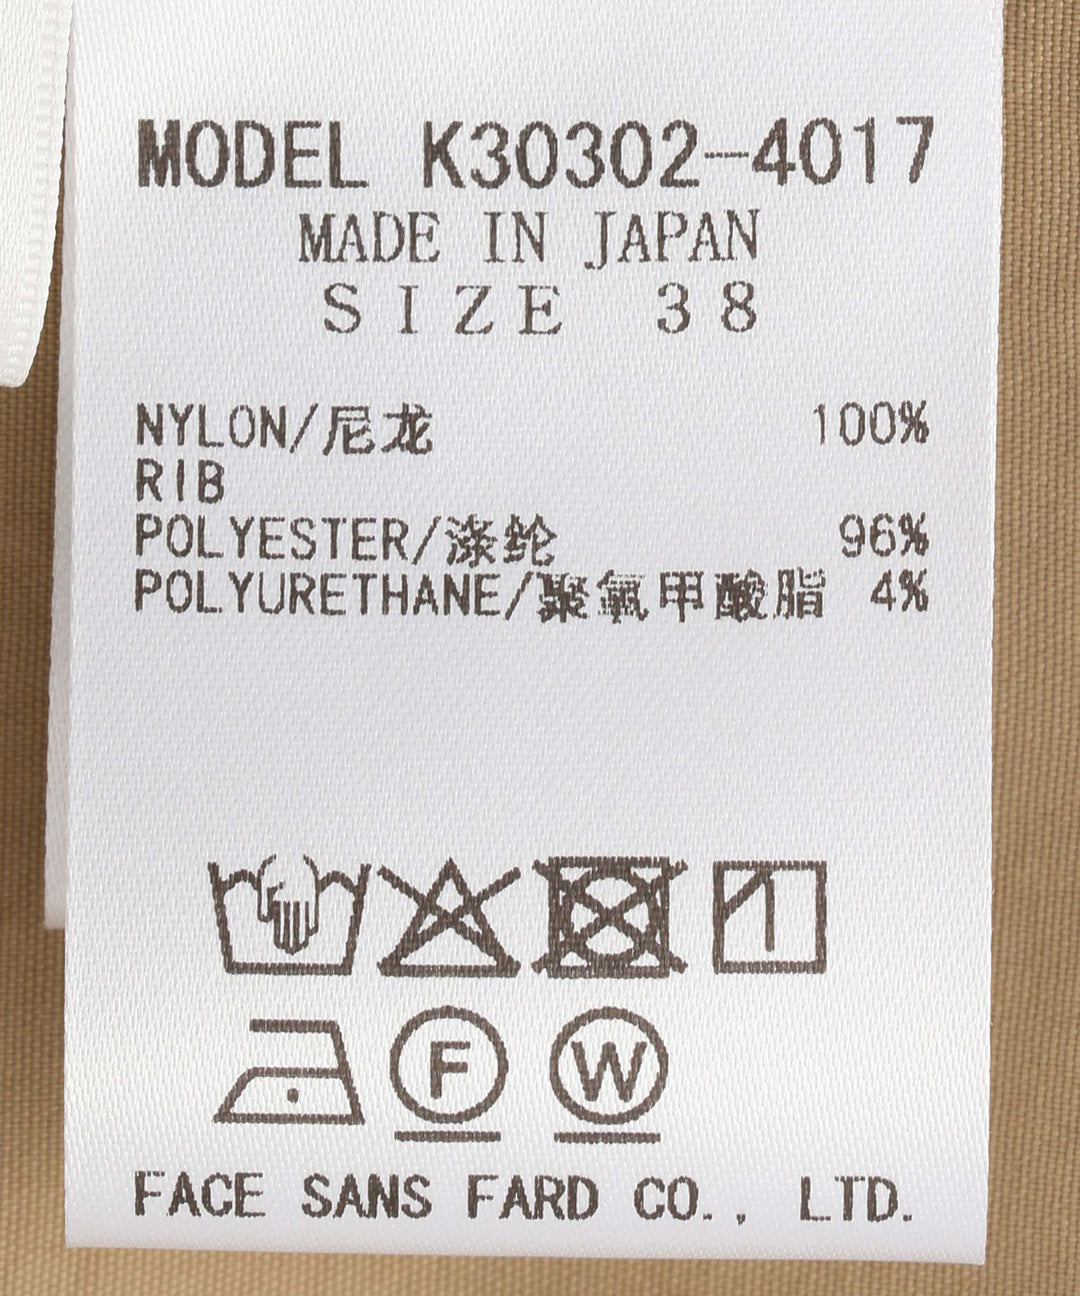 MODEL K30302-4017
MADE IN JAPAN
SIZE 38
NYLON/尼龙 100%
RIB
POLYESTER/涤纶 96%
POLYURETHANE/聚氨甲酸脂 4%
F W
FACE SANS FARD CO., LTD.